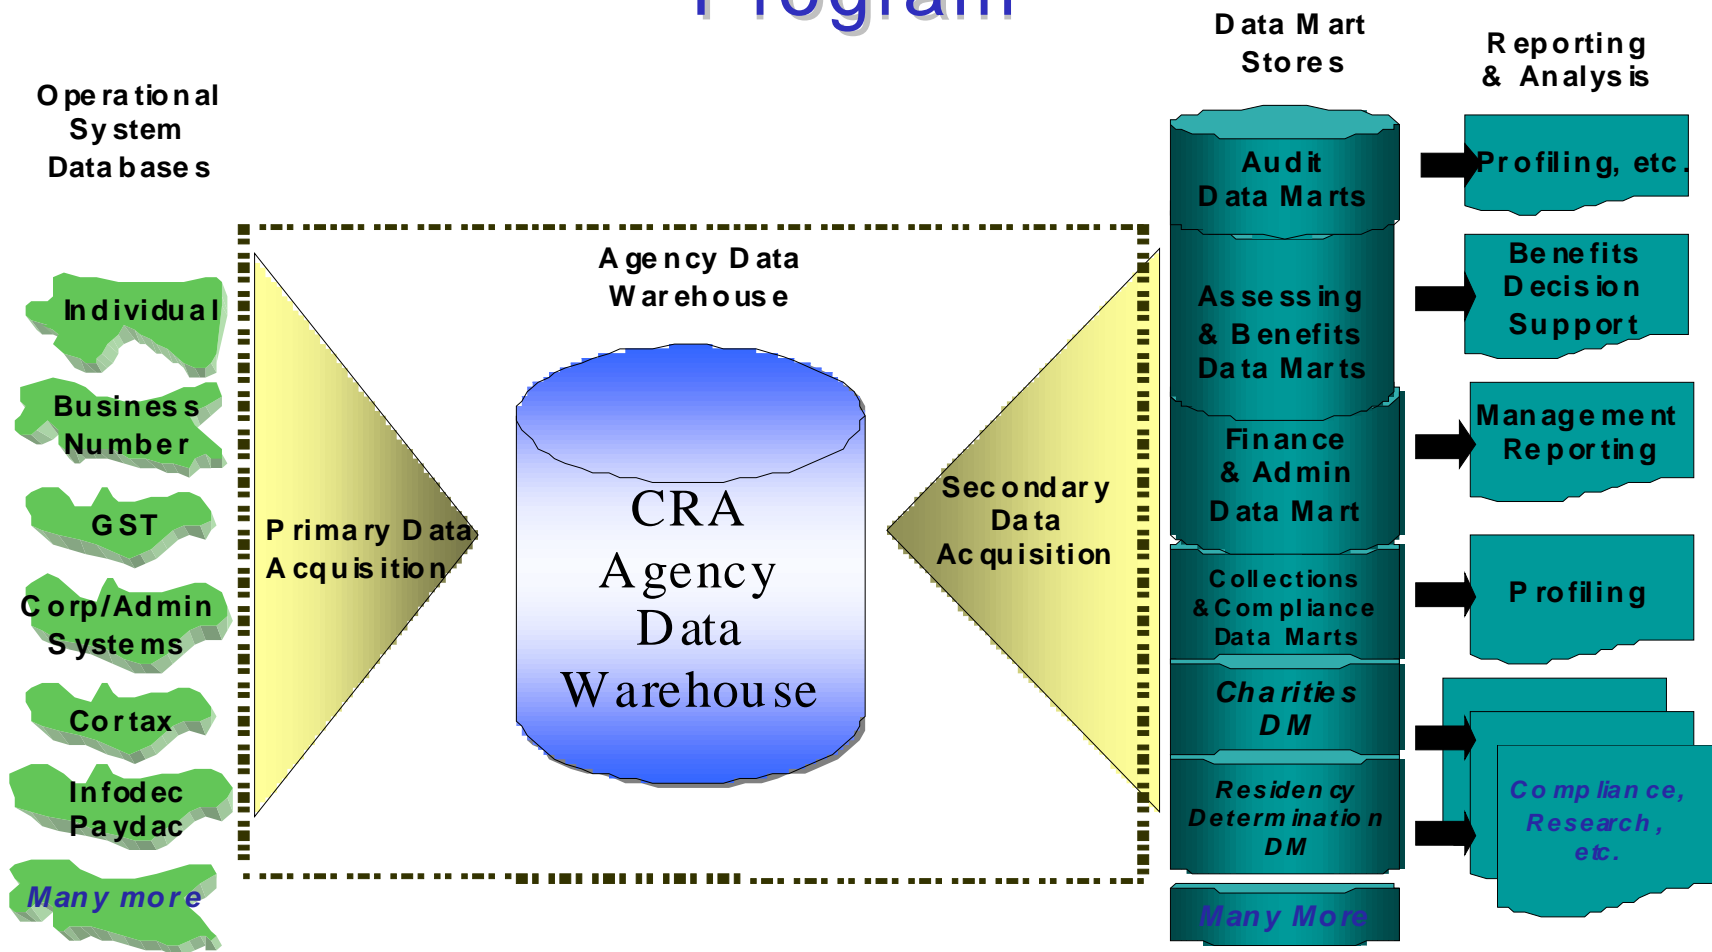 Program
Operational
System
Databases
Data Mart
Stores
Reporting
& Analysis
Individual
Business
Number
GST
Corp/Admin
Systems
Cortax
Infodec
Paydac
Many more
Primary Data
Acquisition
Agency Data
Warehouse
CRA
Agency
Data
Warehouse
Secondary
Data
Acquisition
Audit
Data Marts
Assessing
& Benefits
Data Marts
Finance
& Admin
Data Mart
Collections
&Compliance
Data Marts
Charities
DM
Residency
Determination
DM
Many More
Profiling, etc.
Benefits
Decision
Support
Management
Reporting
Profiling
Compliance,
Research,
etc.